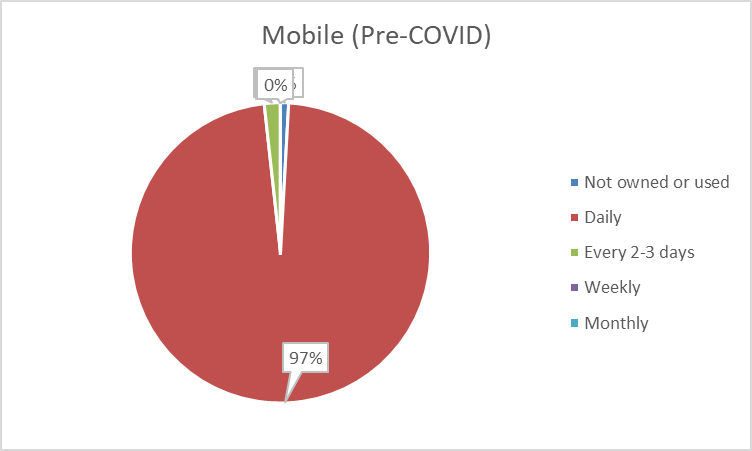 Mobile (Pre-COVID)
0%
97%
Not owned or used
Daily
Every 2-3 days
Weekly
Monthly